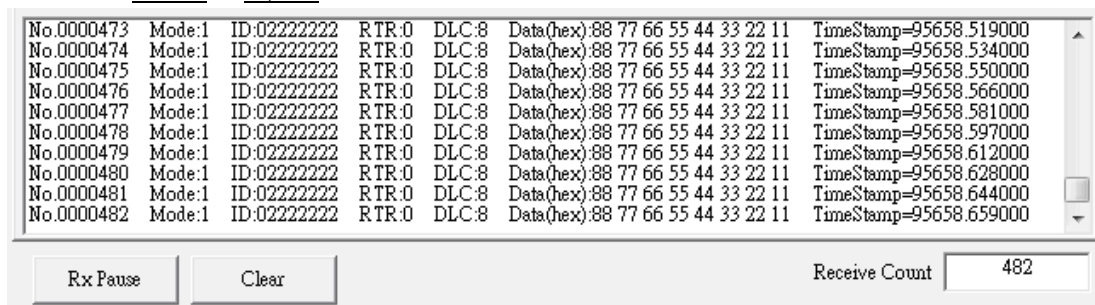 No.0000473 Mode:1 ID:02222222 RTR:0 DLC:8 Data(hex):88 77 66 55 44 33 22 11 TimeStamp=95658.519000
No.0000474 Mode:1 ID:02222222 RTR:0 DLC:8 Data(hex):88 77 66 55 44 33 22 11 TimeStamp=95658.534000
No.0000475 Mode:1 ID:02222222 RTR:0 DLC:8 Data(hex):88 77 66 55 44 33 22 11 TimeStamp=95658.550000
No.0000476 Mode:1 ID:02222222 RTR:0 DLC:8 Data(hex):88 77 66 55 44 33 22 11 TimeStamp=95658.566000
No.0000477 Mode:1 ID:02222222 RTR:0 DLC:8 Data(hex):88 77 66 55 44 33 22 11 TimeStamp=95658.581000
No.0000478 Mode:1 ID:02222222 RTR:0 DLC:8 Data(hex):88 77 66 55 44 33 22 11 TimeStamp=95658.597000
No.0000479 Mode:1 ID:02222222 RTR:0 DLC:8 Data(hex):88 77 66 55 44 33 22 11 TimeStamp=95658.612000
No.0000480 Mode:1 ID:02222222 RTR:0 DLC:8 Data(hex):88 77 66 55 44 33 22 11 TimeStamp=95658.628000
No.0000481 Mode:1 ID:02222222 RTR:0 DLC:8 Data(hex):88 77 66 55 44 33 22 11 TimeStamp=95658.644000
No.0000482 Mode:1 ID:02222222 RTR:0 DLC:8 Data(hex):88 77 66 55 44 33 22 11 TimeStamp=95658.659000
Rx Pause Clear Receive Count 482